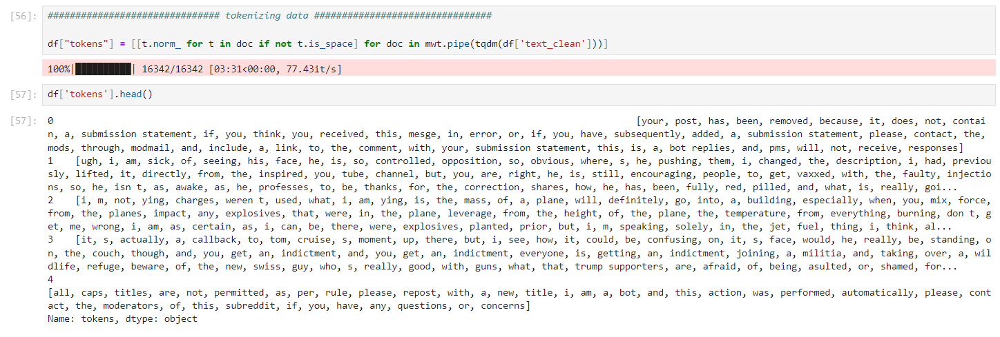 [56]: ############################### tokenizing data ################################
df["tokens"] = [[t.norm_ for t in doc if not t.is_space] for doc in mwt.pipe(tqdm(df['text_clean']))]
100%|██████████| 16342/16342 [03:31<00:00, 77.43it/s]
[57]: df['tokens'].head()
[57]: 0 [your, post, has, been, removed, because, it, does, not, contai
n, a, submission statement, if, you, think, you, received, this, mesge, in, error, or, if, you, have, subsequently, added, a, submission statement, please, contact, the,
mods, through, modmail, and, include, a, link, to, the, comment, with, your, submission statement, this, is, a, bot replies, and, pms, will, not, receive, responses]
1 [ugh, i, am, sick, of, seeing, his, face, he, is, so, controlled, opposition, so, obvious, where, s, he, pushing, them, i, changed, the, description, i, had, previou
sly, lifted, it, directly, from, the, inspired, you, tube, channel, but, you, are, right, he, is, still, encouraging, people, to, get, vaxxed, with, the, faulty, injectio
ns, so, he, isn t, as, awake, as, he, professes, to, be, thanks, for, the, correction, shares, how, he, has, been, fully, red, pilled, and, what, is, really, goi...
2 [i, m, not, ying, charges, weren t, used, what, i, am, ying, is, the, mass, of, a, plane, will, definitely, go, into, a, building, especially, when, you, mix, force,
from, the, planes, impact, any, explosives, that, were, in, the, plane, leverage, from, the, height, of, the, plane, the, temperature, from, everything, burning, don t, g
et, me, wrong, i, am, as, certain, as, i, can, be, there, were, explosives, planted, prior, but, i, m, speaking, solely, in, the, jet, fuel, thing, i, think, al...
3 [it, s, actually, a, callback, to, tom, cruise, s, moment, up, there, but, i, see, how, it, could, be, confusing, on, it, s, face, would, he, really, be, standing, o
n, the, couch, though, and, you, get, an, indictment, and, you, get, an, indictment, everyone, is, getting, an, indictment, joining, a, militia, and, taking, over, a, wil
dlife, refuge, beware, of, the, new, swiss, guy, who, s, really, good, with, guns, what, that, trump supporters, are, afraid, of, being, asulted, or, shamed, for...
4
[all, caps, titles, are, not, permitted, as, per, rule, please, repost, with, a, new, title, i, am, a, bot, and, this, action, was, performed, automatically, please, cont
act, the, moderators, of, this, subreddit, if, you, have, any, questions, or, concerns]
Name: tokens, dtype: object